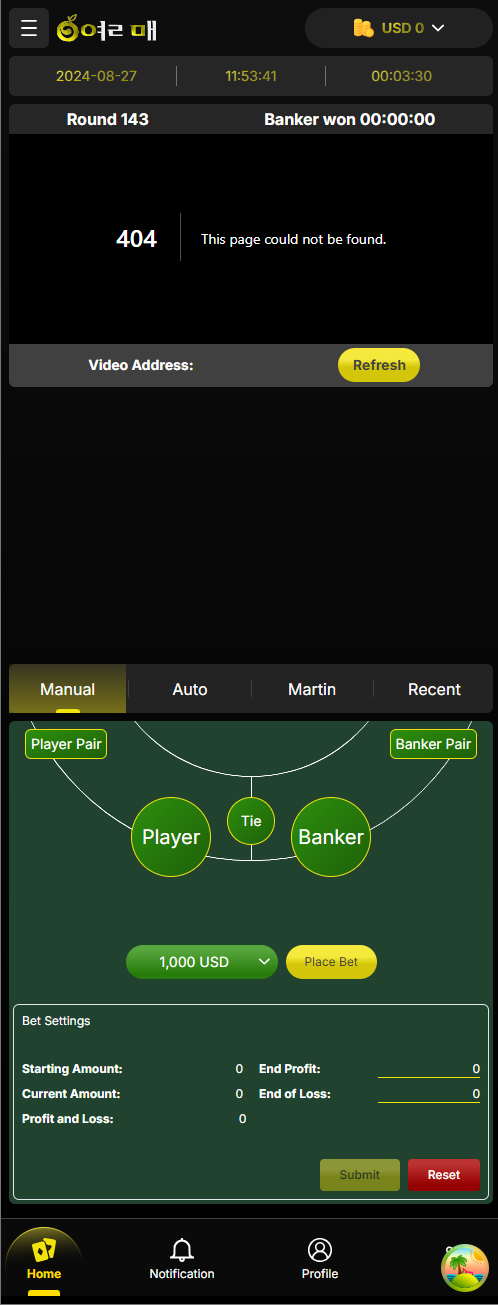 여르매
USD 0
2024-08-27 11:53:41 00:03:30
Round 143 Banker won 00:00:00
404 This page could not be found.
Video Address: Refresh
Manual Auto Martin Recent
Player Pair Banker Pair
Player Tie Banker
1,000 USD Place Bet
Bet Settings
Starting Amount: 0 End Profit: 0
Current Amount: 0 End of Loss: 0
Profit and Loss: 0
Submit Reset
Home Notification Profile